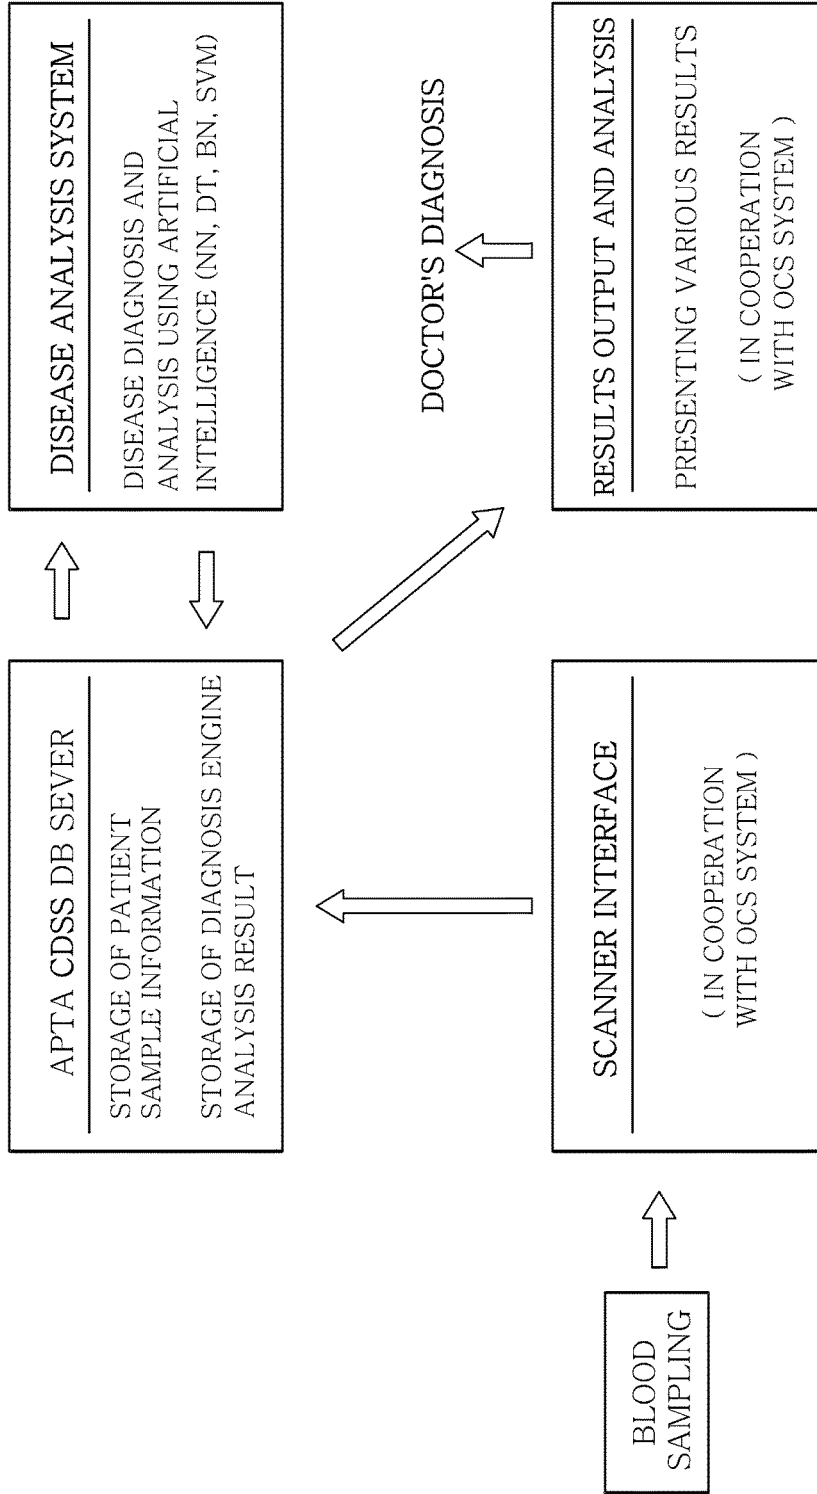 APTA CDSS DB SEVER
STORAGE OF PATIENT
SAMPLE INFORMATION
STORAGE OF DIAGNOSIS ENGINE
ANALYSIS RESULT
DISEASE ANALYSIS SYSTEM
DISEASE DIAGNOSIS AND
ANALYSIS USING ARTIFICIAL
INTELLIGENCE (NN, DT, BN, SVM)
DOCTOR'S DIAGNOSIS
BLOOD
SAMPLING
SCANNER INTERFACE
( IN COOPERATION
WITH OCS SYSTEM )
RESULTS OUTPUT AND ANALYSIS
PRESENTING VARIOUS RESULTS
( IN COOPERATION
WITH OCS SYSTEM )